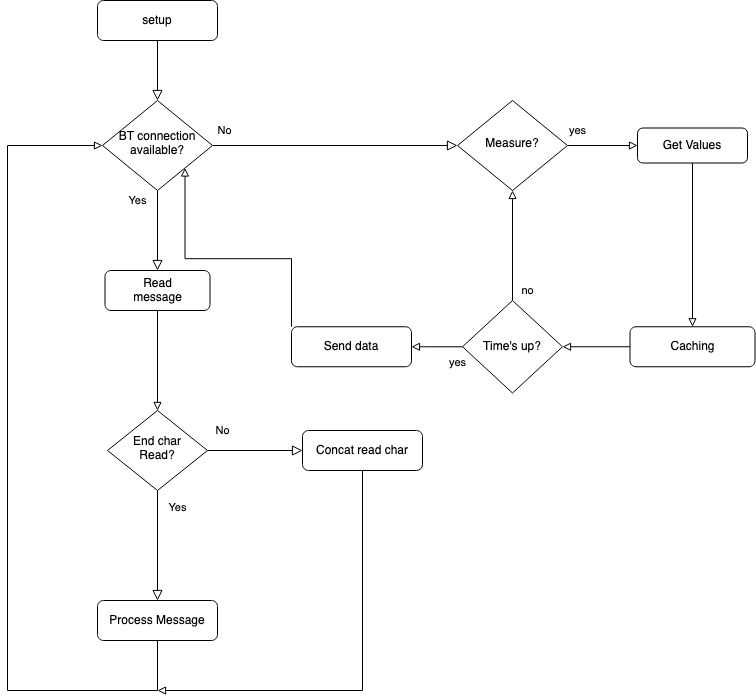 setup
BT connection
available?
No
Measure?
yes
Get Values
Yes
Read
message
no
Send data
yes
Time's up?
Caching
End char
Read?
No
Concat read char
Yes
Process Message